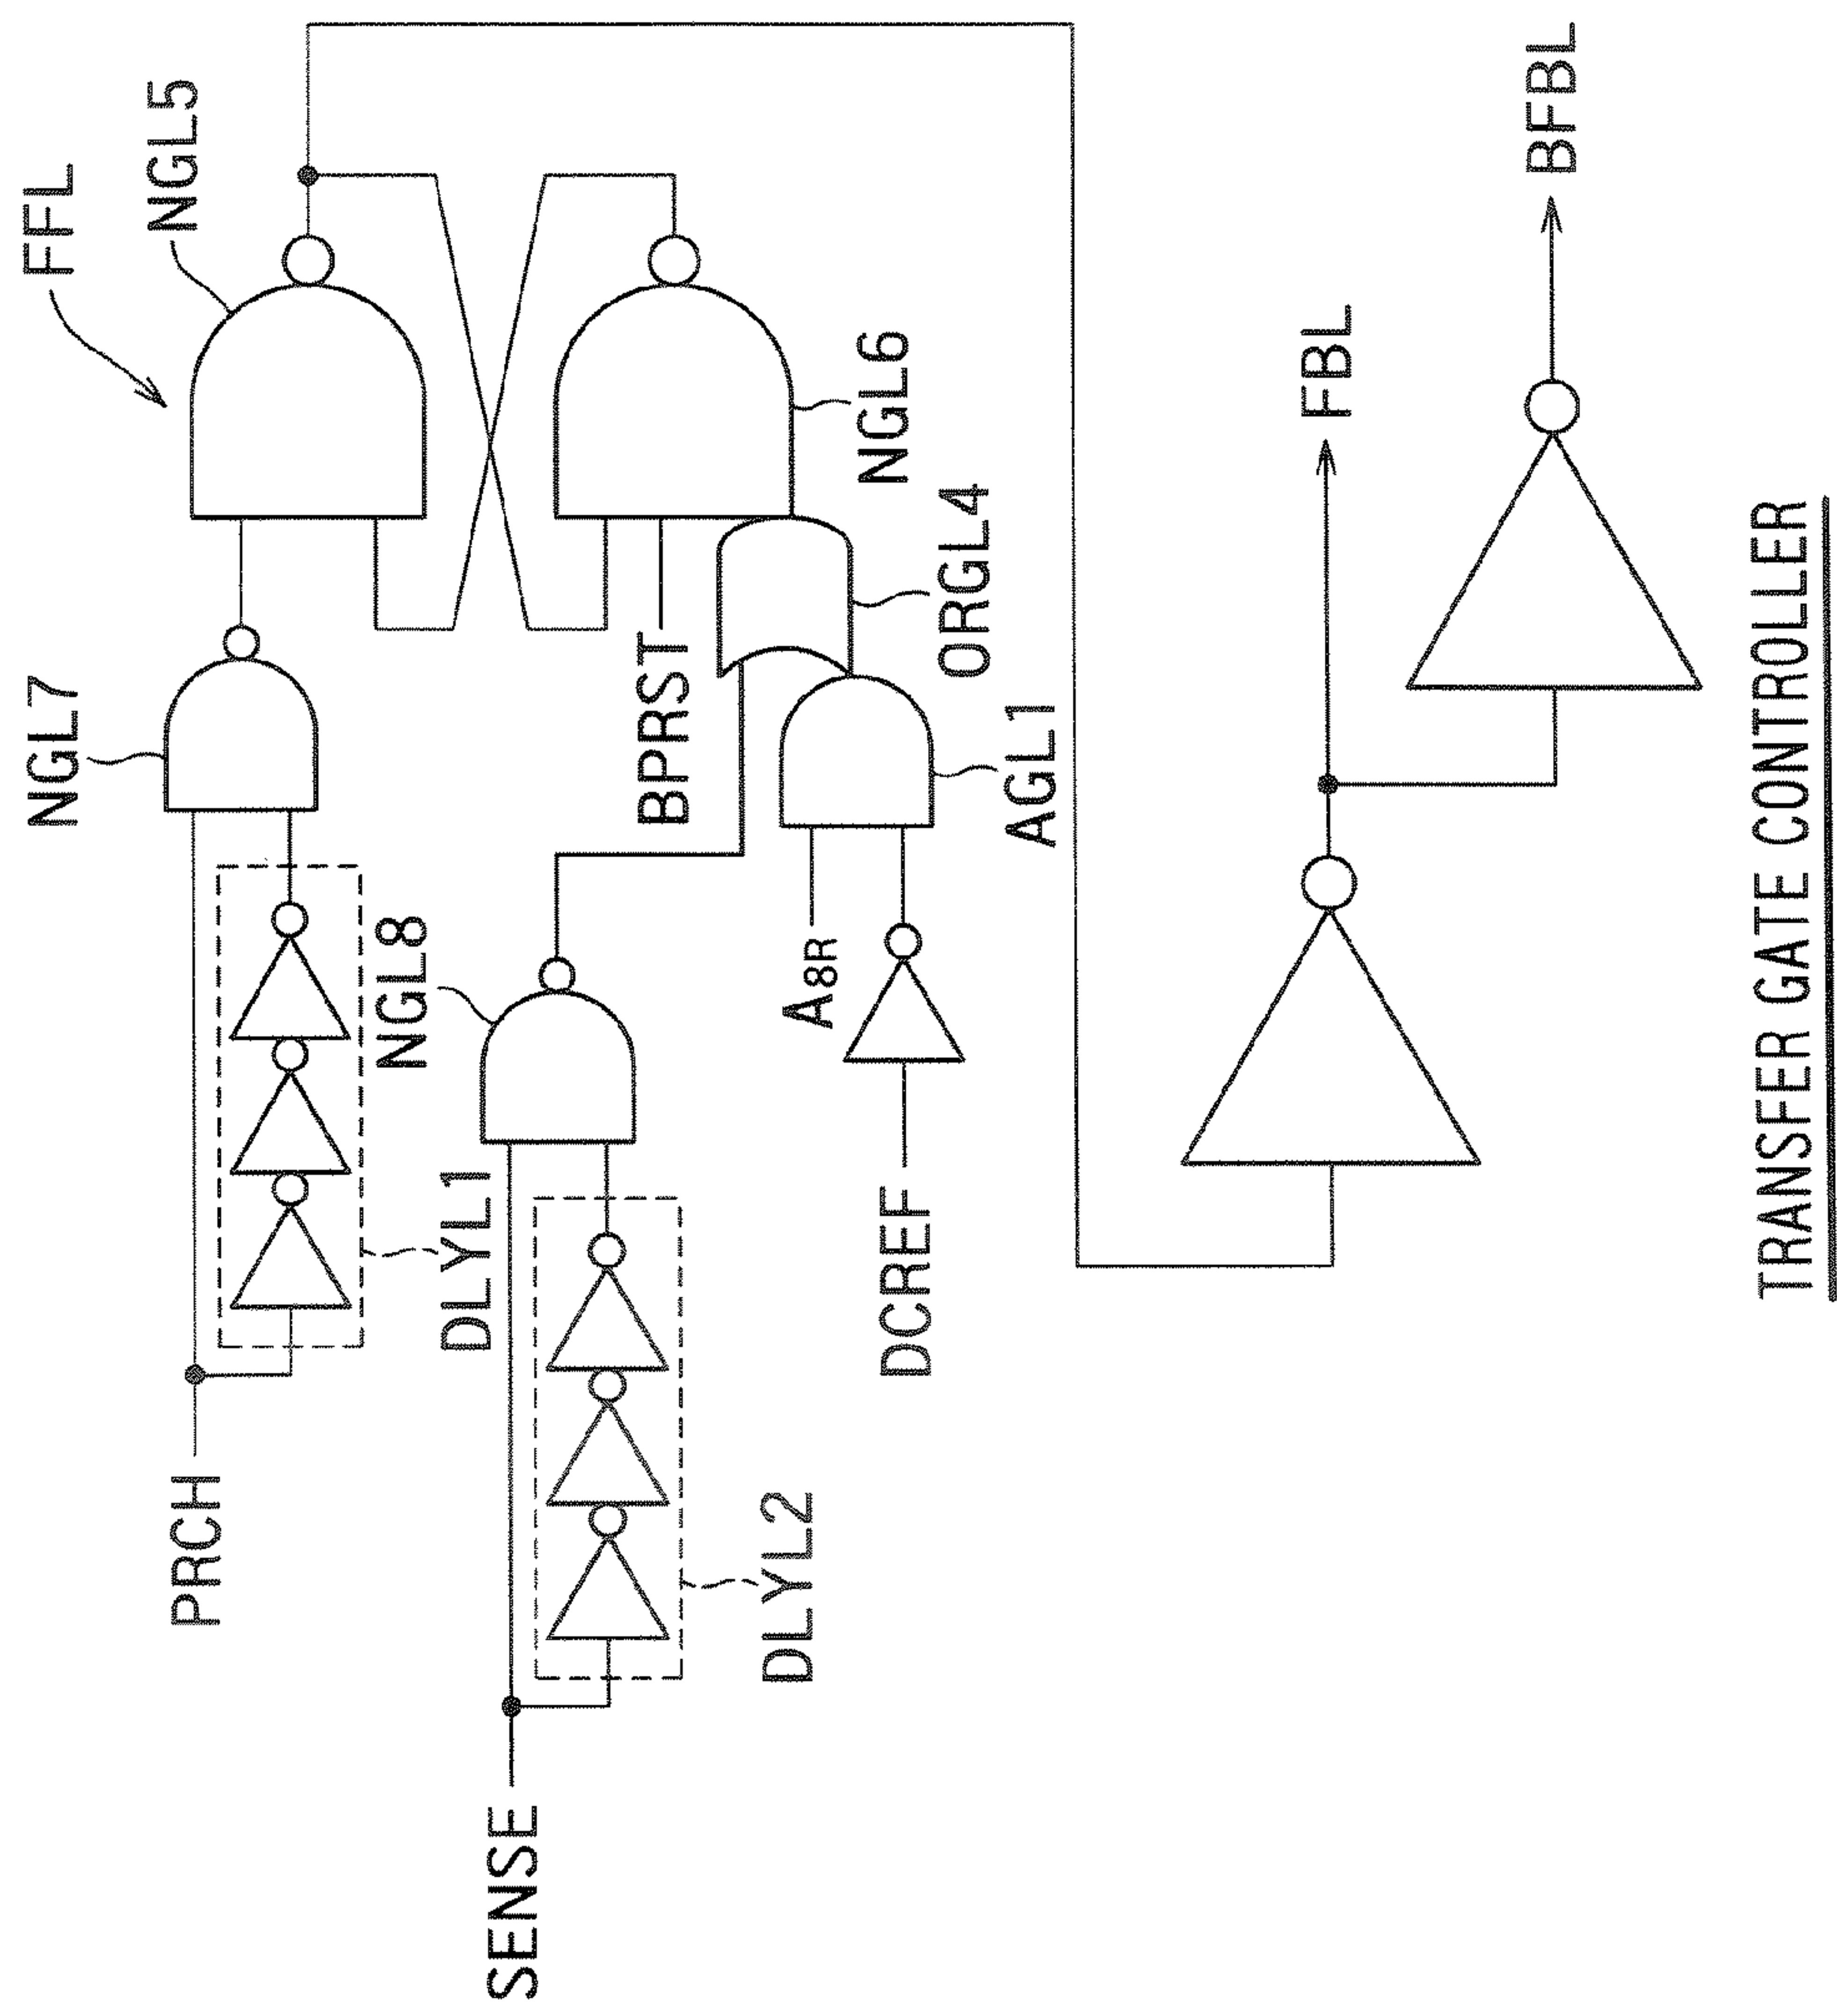 FFL
NGL5
NGL7
PRCH
DLYL1
NGL8
NGL6
BPRST
ORGL4
SENSE
DLYL2
A8R
AGL1
DCREF
FBL
BFBL
TRANSFER GATE CONTROLLER